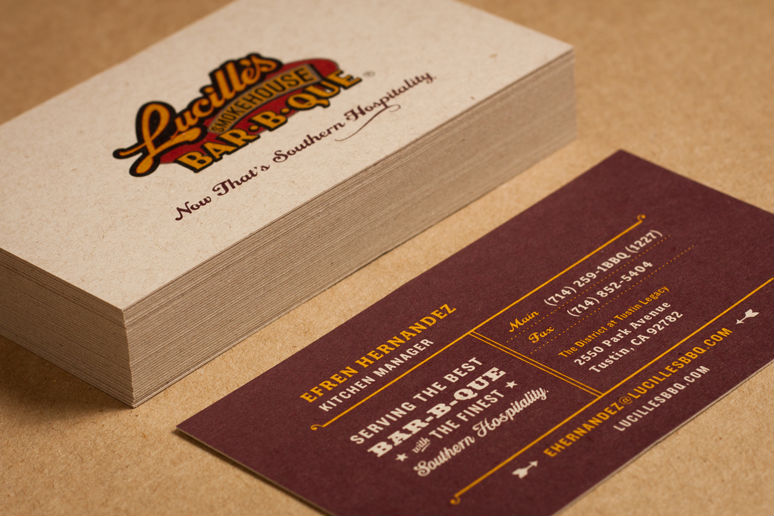 Lucille's
SMOKEHOUSE
BAR·B·QUE®
Now That's Southern Hospitality
EFREN HERNANDEZ
KITCHEN MANAGER
SERVING THE BEST
BAR·B·QUE
with THE FINEST
Southern Hospitality
Main (714) 259-1BBQ (1227)
Fax (714) 852-5404
The District at Tustin Legacy
2550 Park Avenue
Tustin, CA 92782
EHERNANDEZ@LUCILLESBBQ.COM
LUCILLESBBQ.COM